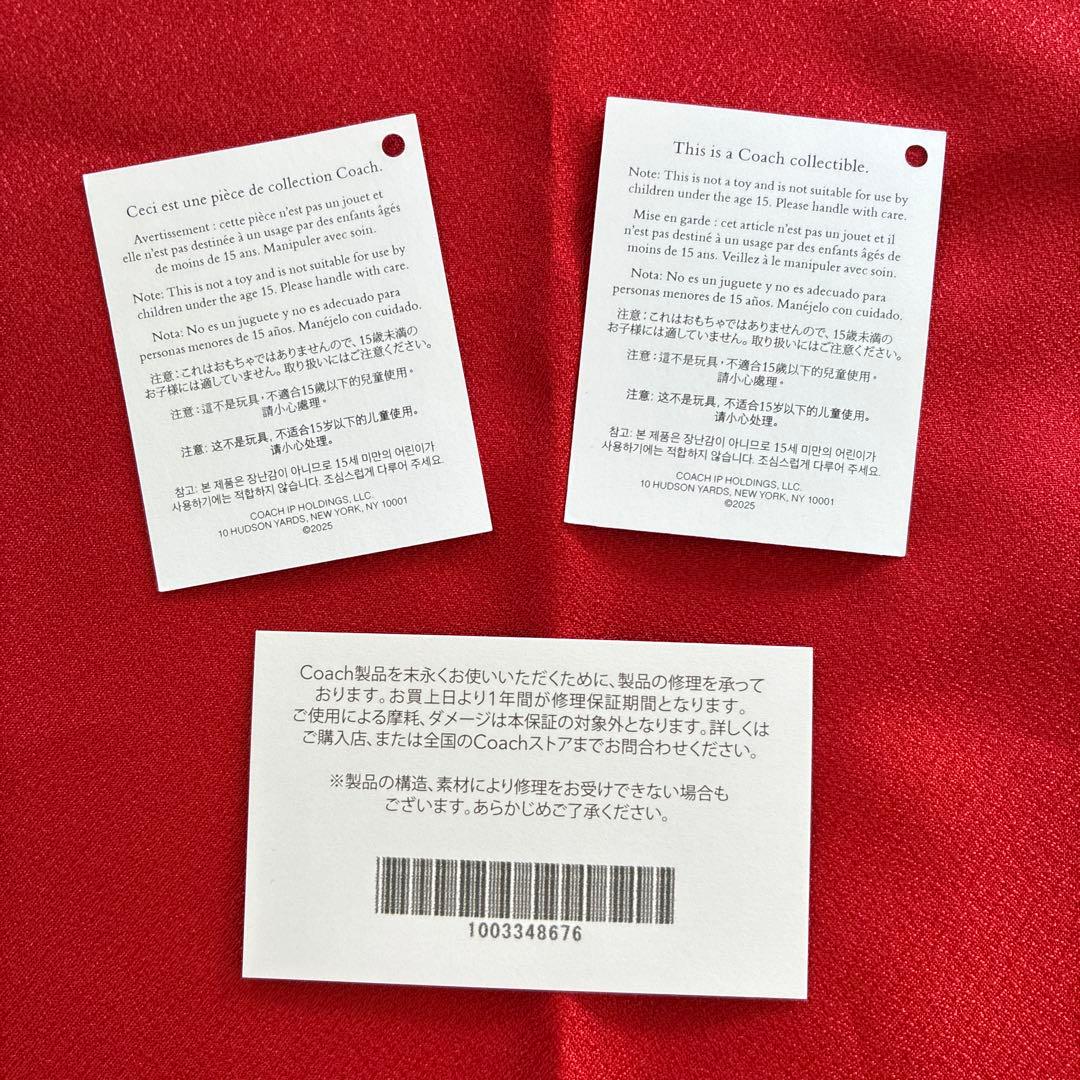 Ceci est une pièce de collection Coach.
Avertissement : cette pièce n'est pas un jouet et
elle n'est pas destinée à un usage par des enfants âgés
de moins de 15 ans. Manipuler avec soin.
Note: This is not a toy and is not suitable for use by
children under the age 15. Please handle with care.
Nota: No es un juguete y no es adecuado para
personas menores de 15 años. Manéjelo con cuidado.
注意：これはおもちゃではありませんので、15歳未満の
お子様には適していません。取り扱いにはご注意ください。
注意：這不是玩具，不適合15歲以下的兒童使用。
請小心處理。
注意: 这不是玩具, 不适合15岁以下的儿童使用。
请小心处理。
참고: 본 제품은 장난감이 아니므로 15세 미만의 어린이가
사용하기에는 적합하지 않습니다. 조심스럽게 다루어 주세요.
COACH IP HOLDINGS, LLC.
10 HUDSON YARDS, NEW YORK, NY 10001
©2025
This is a Coach collectible.
Note: This is not a toy and is not suitable for use by
children under the age 15. Please handle with care.
Mise en garde : cet article n'est pas un jouet et il
n'est pas destiné à un usage par des enfants âgés de
moins de 15 ans. Veillez à le manipuler avec soin.
Nota: No es un juguete y no es adecuado para
personas menores de 15 años. Manéjelo con cuidado.
注意：これはおもちゃではありませんので、15歳未満の
お子様には適していません。取り扱いにはご注意ください。
注意：這不是玩具，不適合15歲以下的兒童使用。
請小心處理。
注意: 这不是玩具, 不适合15岁以下的儿童使用。
请小心处理。
참고: 본 제품은 장난감이 아니므로 15세 미만의 어린이가
사용하기에는 적합하지 않습니다. 조심스럽게 다루어 주세요.
COACH IP HOLDINGS, LLC.
10 HUDSON YARDS, NEW YORK, NY 10001
©2025
Coach製品を末永くお使いいただくために、製品の修理を承って
おります。お買上日より1年間が修理保証期間となります。
ご使用による摩耗、ダメージは本保証の対象外となります。詳しくは
ご購入店、または全国のCoachストアまでお問合わせください。
※製品の構造、素材により修理をお受けできない場合も
ございます。あらかじめご了承ください。
1003348676